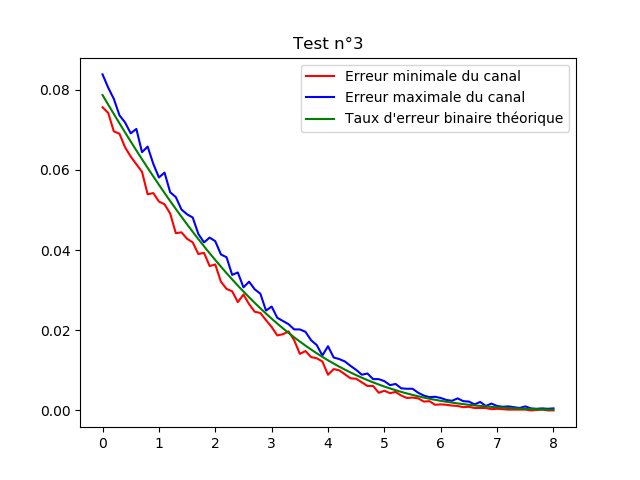 Test n°3
Erreur minimale du canal
Erreur maximale du canal
Taux d'erreur binaire théorique
0.08
0.06
0.04
0.02
0.00
0 1 2 3 4 5 6 7 8